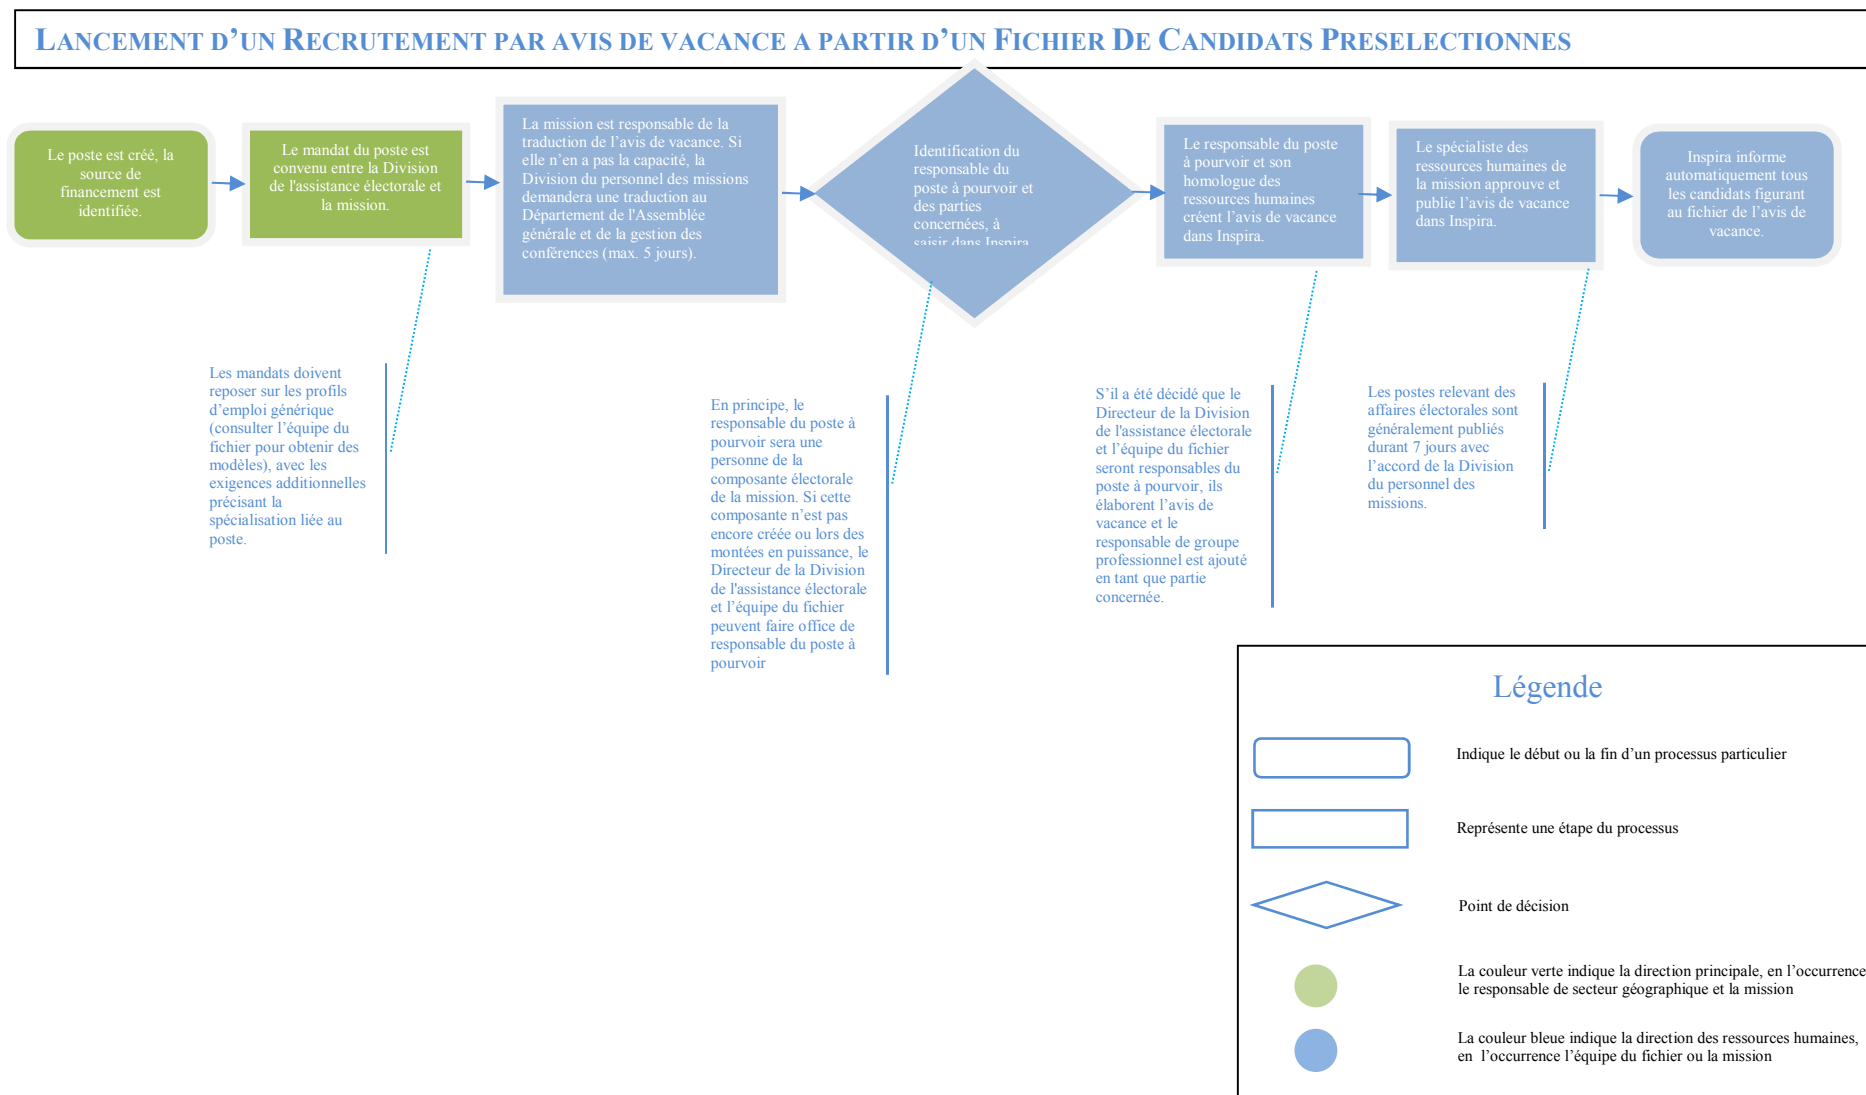 LANCEMENT D’UN RECRUTEMENT PAR AVIS DE VACANCE A PARTIR D’UN FICHIER DE CANDIDATS PRESELECTIONNES
Le poste est créé, la
source de
financement est
identifiée.
Le mandat du poste est
convenu entre la Division
de l'assistance électorale et
la mission.
La mission est responsable de la
traduction de l’avis de vacance. Si
elle n’en a pas la capacité, la
Division du personnel des missions
demandera une traduction au
Département de l'Assemblée
générale et de la gestion des
conférences (max. 5 jours).
Identification du
responsable du
poste à pourvoir et
des parties
concernées, à
saisir dans Inspira
Le responsable du poste
à pourvoir et son
homologue des
ressources humaines
créent l’avis de vacance
dans Inspira.
Le spécialiste des
ressources humaines de
la mission approuve et
publie l’avis de vacance
dans Inspira.
Inspira informe
automatiquement tous
les candidats figurant
au fichier de l’avis de
vacance.
Les mandats doivent
reposer sur les profils
d’emploi générique
(consulter l’équipe du
fichier pour obtenir des
modèles), avec les
exigences additionnelles
précisant la
spécialisation liée au
poste.
En principe, le
responsable du poste à
pourvoir sera une
personne de la
composante électorale
de la mission. Si cette
composante n’est pas
encore créée ou lors des
montées en puissance, le
Directeur de la Division
de l'assistance électorale
et l’équipe du fichier
peuvent faire office de
responsable du poste à
pourvoir
S’il a été décidé que le
Directeur de la Division
de l'assistance électorale
et l’équipe du fichier
seront responsables du
poste à pourvoir, ils
élaborent l’avis de
vacance et le
responsable de groupe
professionnel est ajouté
en tant que partie
concernée.
Les postes relevant des
affaires électorales sont
généralement publiés
durant 7 jours avec
l’accord de la Division
du personnel des
missions.
Légende
Indique le début ou la fin d’un processus particulier
Représente une étape du processus
Point de décision
La couleur verte indique la direction principale, en l’occurrence
le responsable de secteur géographique et la mission
La couleur bleue indique la direction des ressources humaines,
en l’occurrence l’équipe du fichier ou la mission